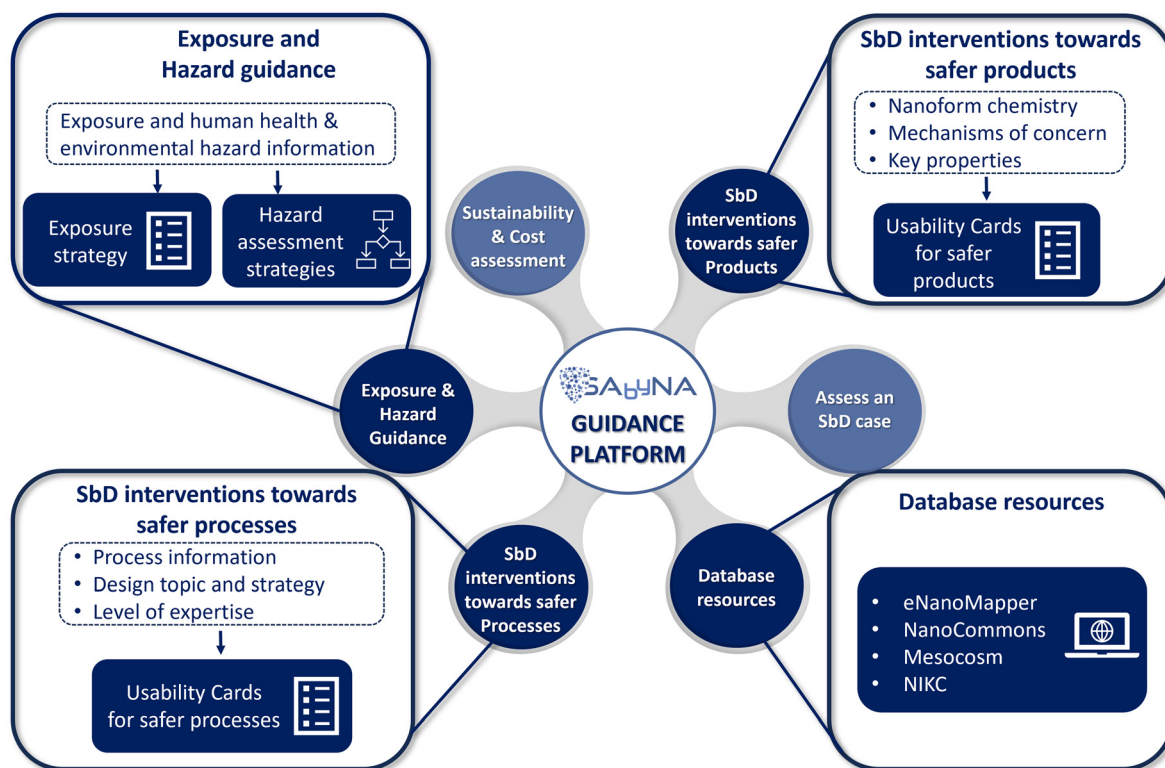 Exposure and
Hazard guidance
Exposure and human health &
environmental hazard information
Exposure
strategy
Hazard
assessment
strategies
SbD interventions towards
safer products
• Nanoform chemistry
• Mechanisms of concern
• Key properties
Usability Cards
for safer
products
Sustainability
& Cost
assessment
SbD
interventions
towards safer
Products
Exposure &
Hazard
Guidance
SAbyNA
GUIDANCE
PLATFORM
Assess an
SbD case
SbD interventions towards
safer processes
• Process information
• Design topic and strategy
• Level of expertise
Usability Cards
for safer processes
SbD
interventions
towards safer
Processes
Database
resources
Database resources
• eNanoMapper
• NanoCommons
• Mesocosm
• NIKC